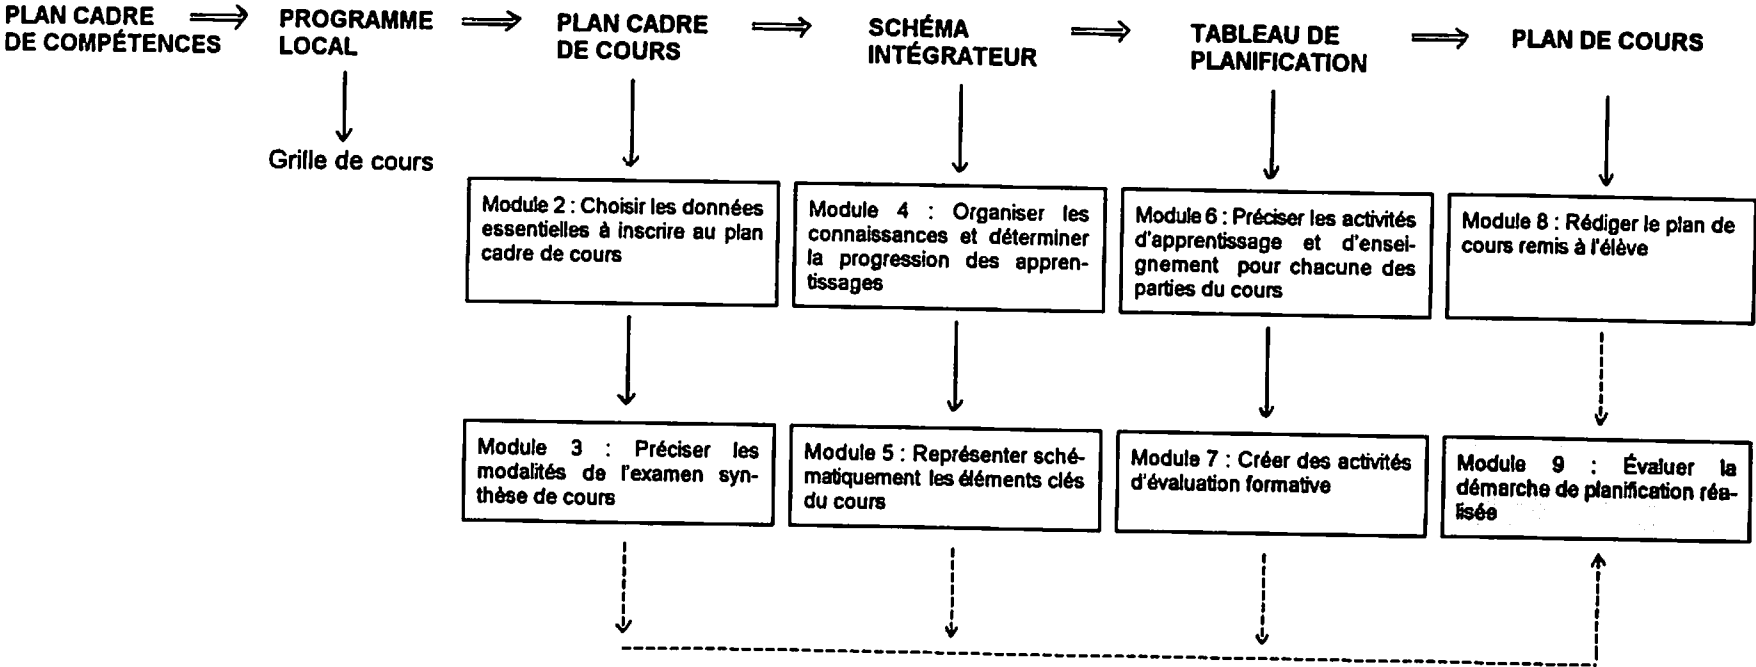 PLAN CADRE
DE COMPÉTENCES
PROGRAMME
LOCAL
PLAN CADRE
DE COURS
SCHÉMA
INTÉGRATEUR
TABLEAU DE
PLANIFICATION
PLAN DE COURS
Grille de cours
Module 2 : Choisir les données
essentielles à inscrire au plan
cadre de cours
Module 4 : Organiser les
connaissances et déterminer
la progression des appren-
tissages
Module 6 : Préciser les activités
d'apprentissage et d'ensei-
gnement pour chacune des
parties du cours
Module 8 : Rédiger le plan de
cours remis à l'élève
Module 3 : Préciser les
modalités de l'examen syn-
thèse de cours
Module 5 : Représenter sché-
matiquement les éléments clés
du cours
Module 7 : Créer des activités
d'évaluation formative
Module 9 : Évaluer la
démarche de planification réa-
lisée